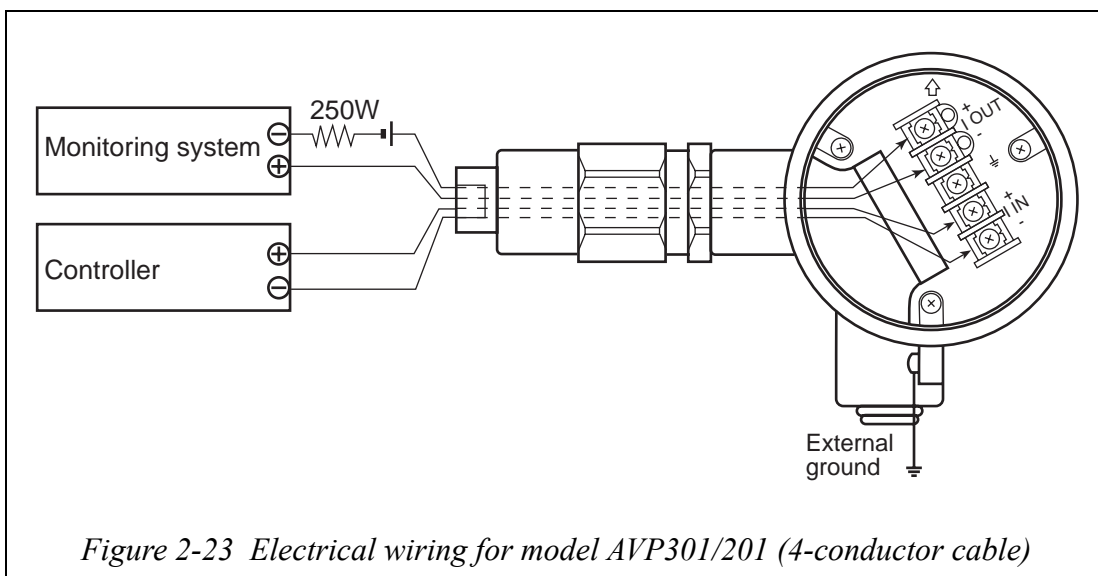 250W
Monitoring system
⊖
⊕
Controller
⊕
⊖
+
I OUT
-
+
I IN
-
External
ground
Figure 2-23 Electrical wiring for model AVP301/201 (4-conductor cable)